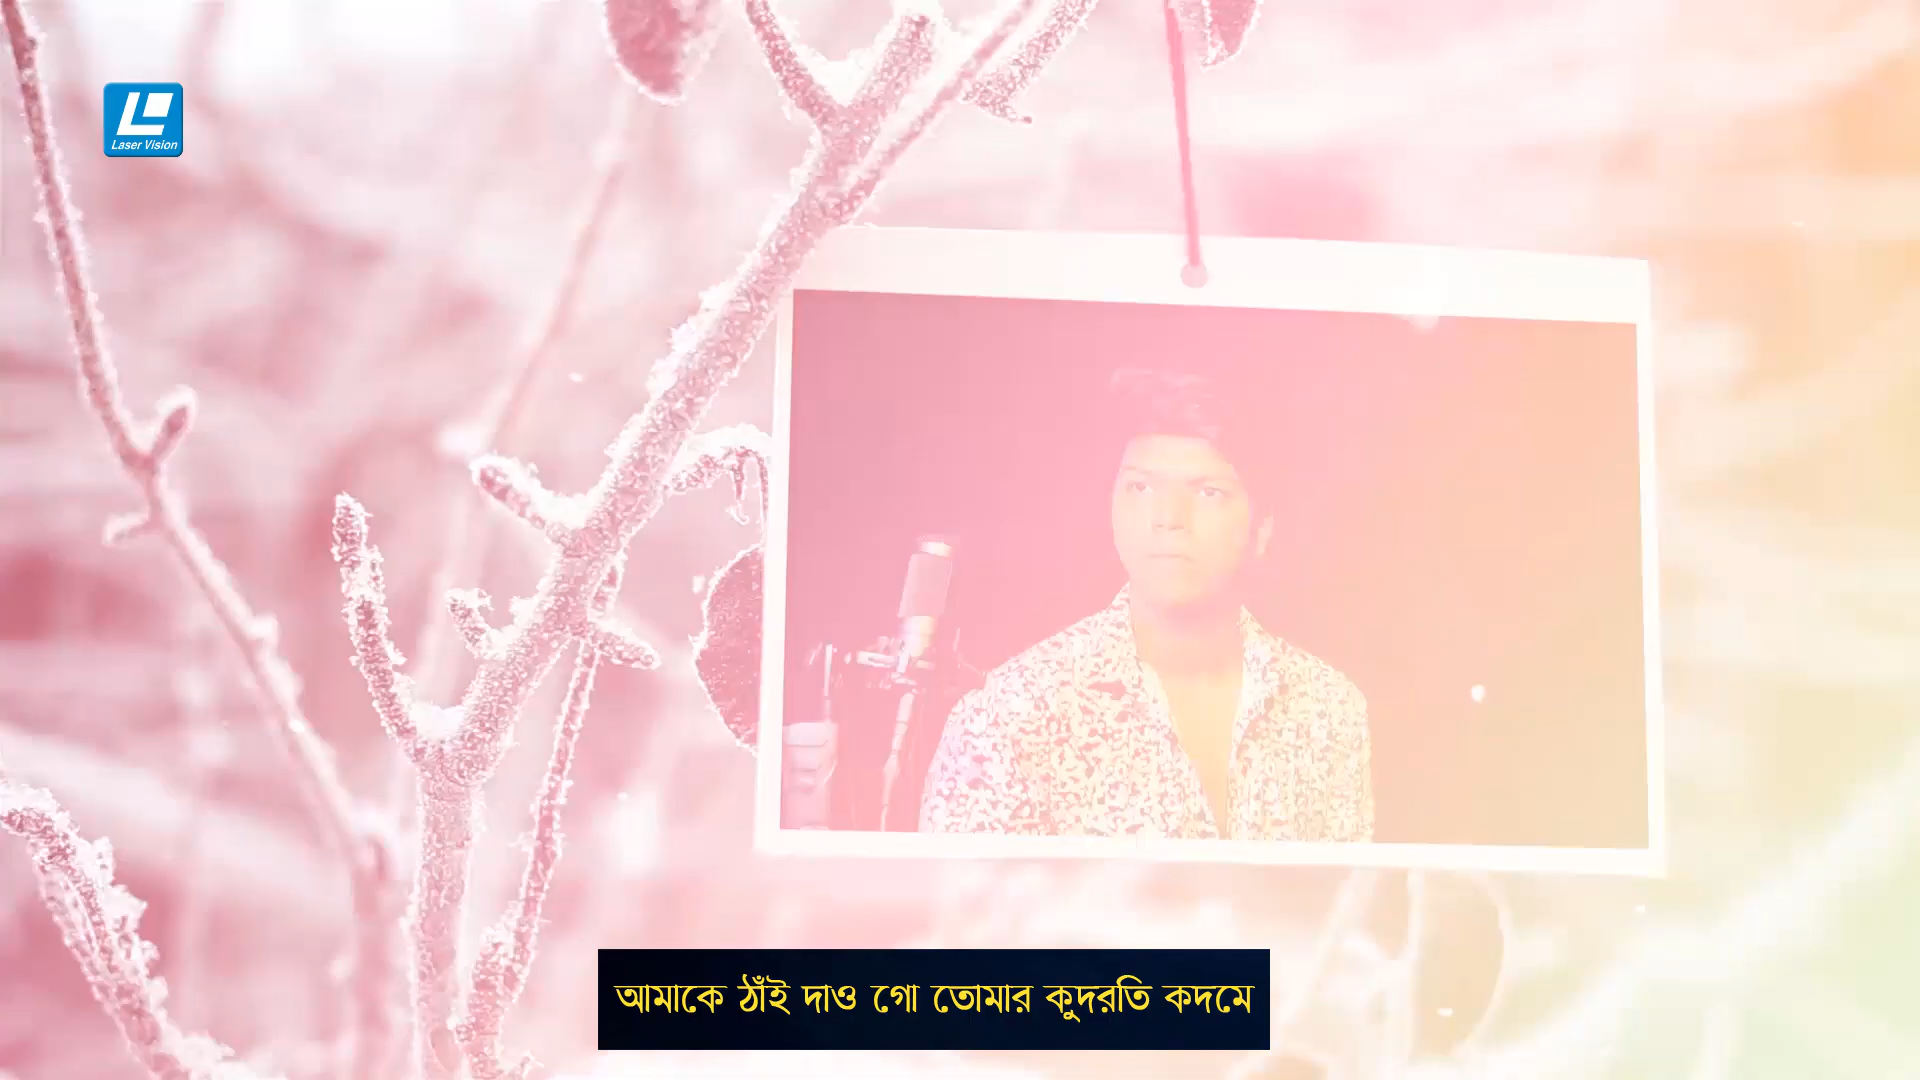 Laser Vision
আমাকে ঠাঁই দাও গো তোমার কুদরতি কদমে